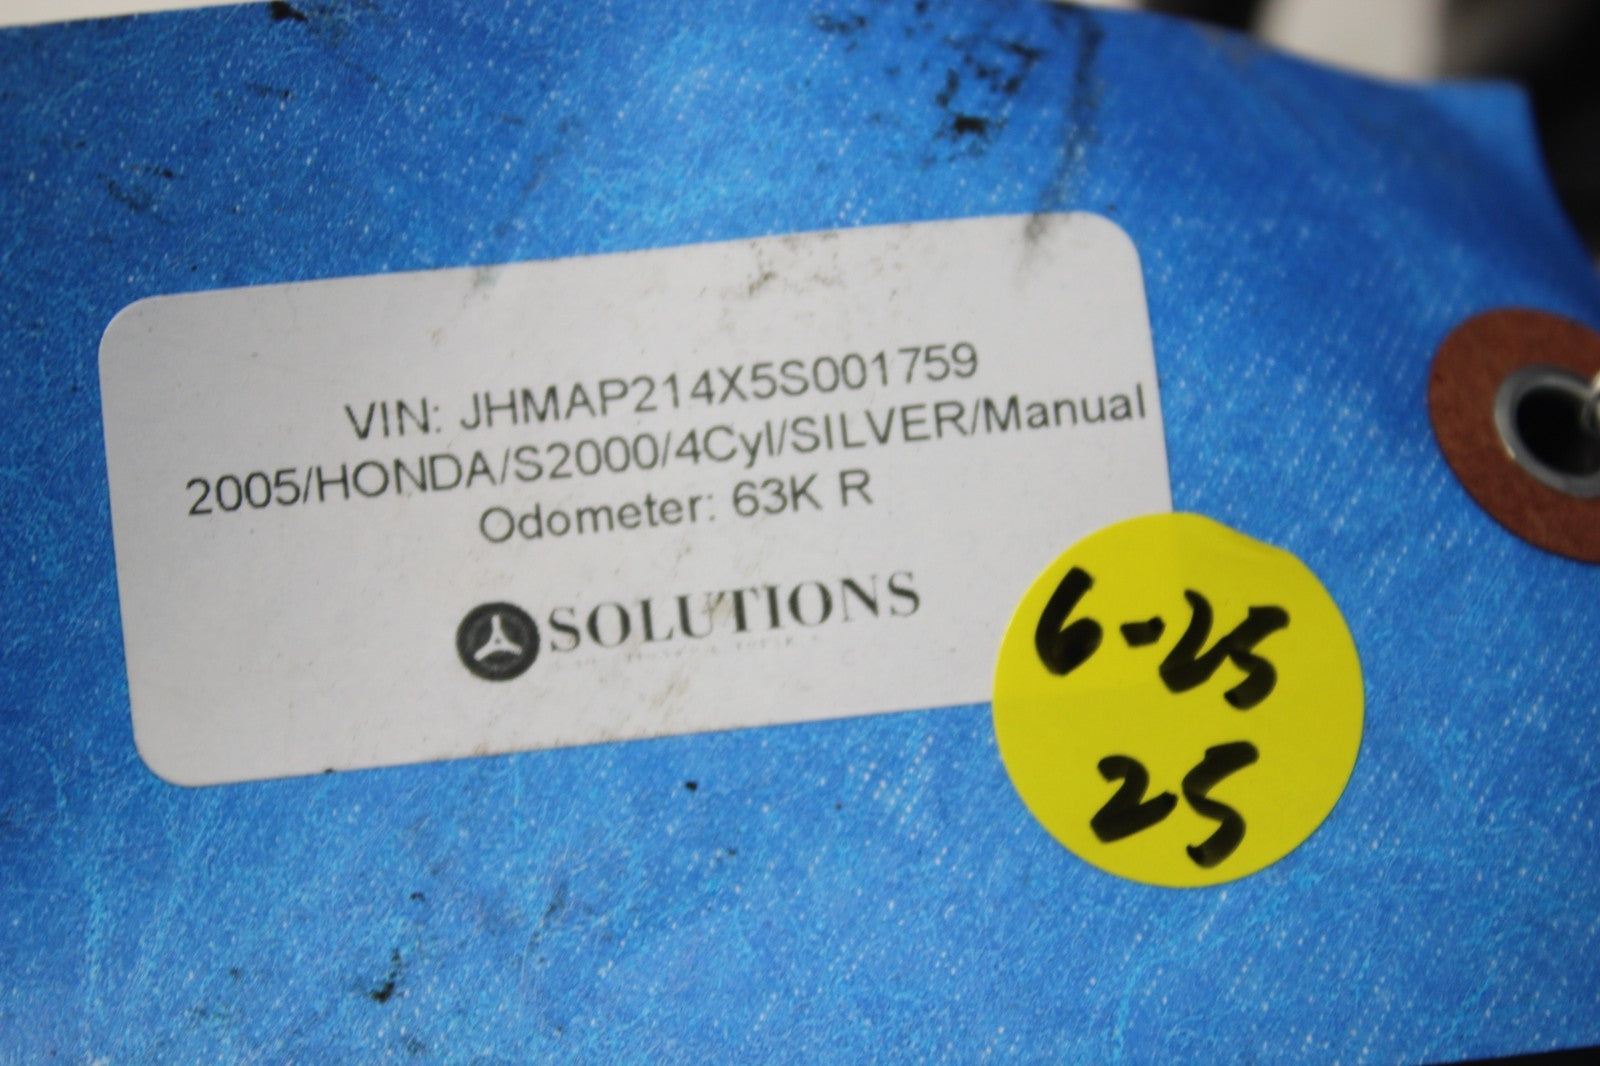 VIN: JHMAP214X5S001759
2005/HONDA/S2000/4Cyl/SILVER/Manual
Odometer: 63K R
SOLUTIONS
6-25
25